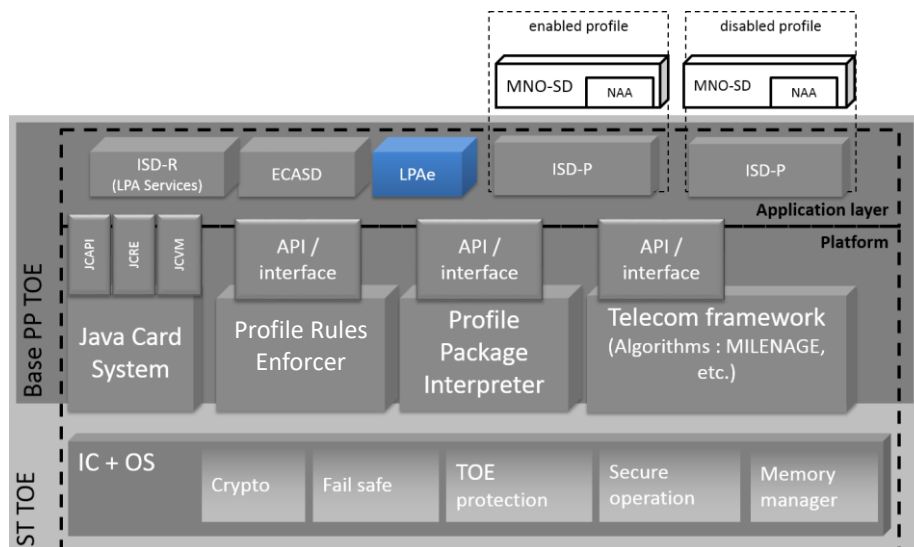 enabled profile
disabled profile
MNO-SD
NAA
MNO-SD
NAA
ISD-R
(LPA Services)
ECASD
LPAe
ISD-P
ISD-P
Application layer
Platform
JCAPI
JCRE
JCVM
API /
interface
API /
interface
API /
interface
Java Card
System
Profile Rules
Enforcer
Profile
Package
Interpreter
Telecom framework
(Algorithms : MILENAGE,
etc.)
Base PP TOE
IC + OS
Crypto
Fail safe
TOE
protection
Secure
operation
Memory
manager
ST TOE